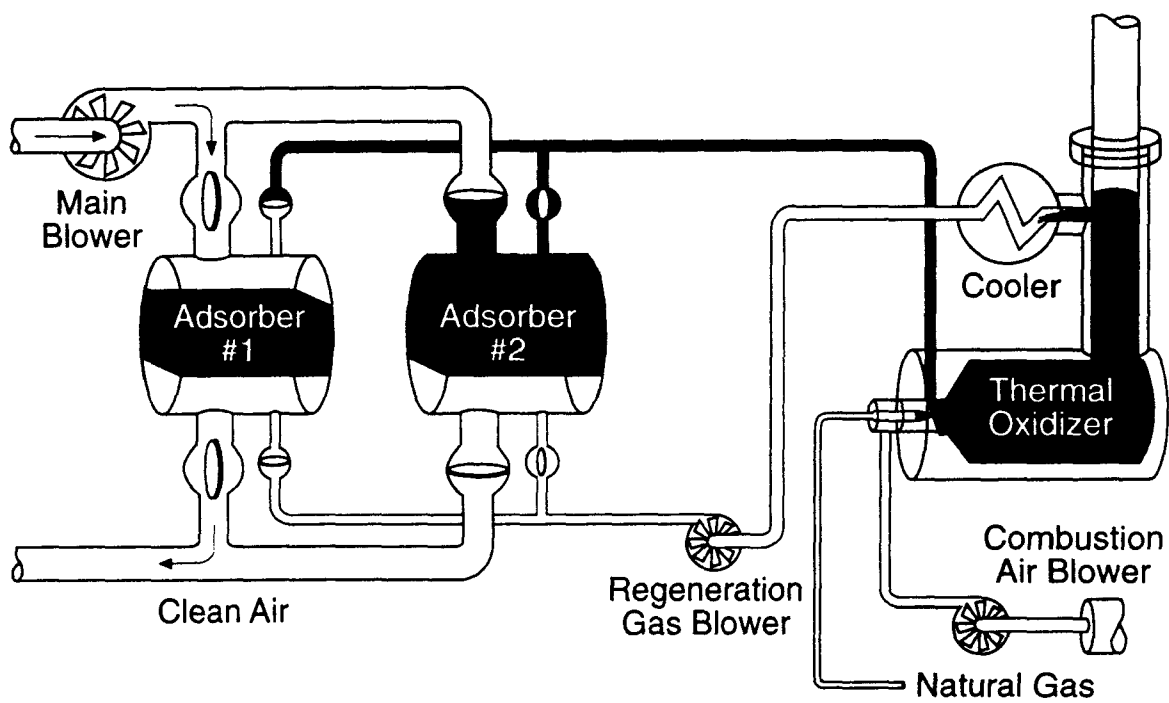 Main
Blower
Adsorber
#1
Adsorber
#2
Cooler
Thermal
Oxidizer
Clean Air
Regeneration
Gas Blower
Combustion
Air Blower
Natural Gas